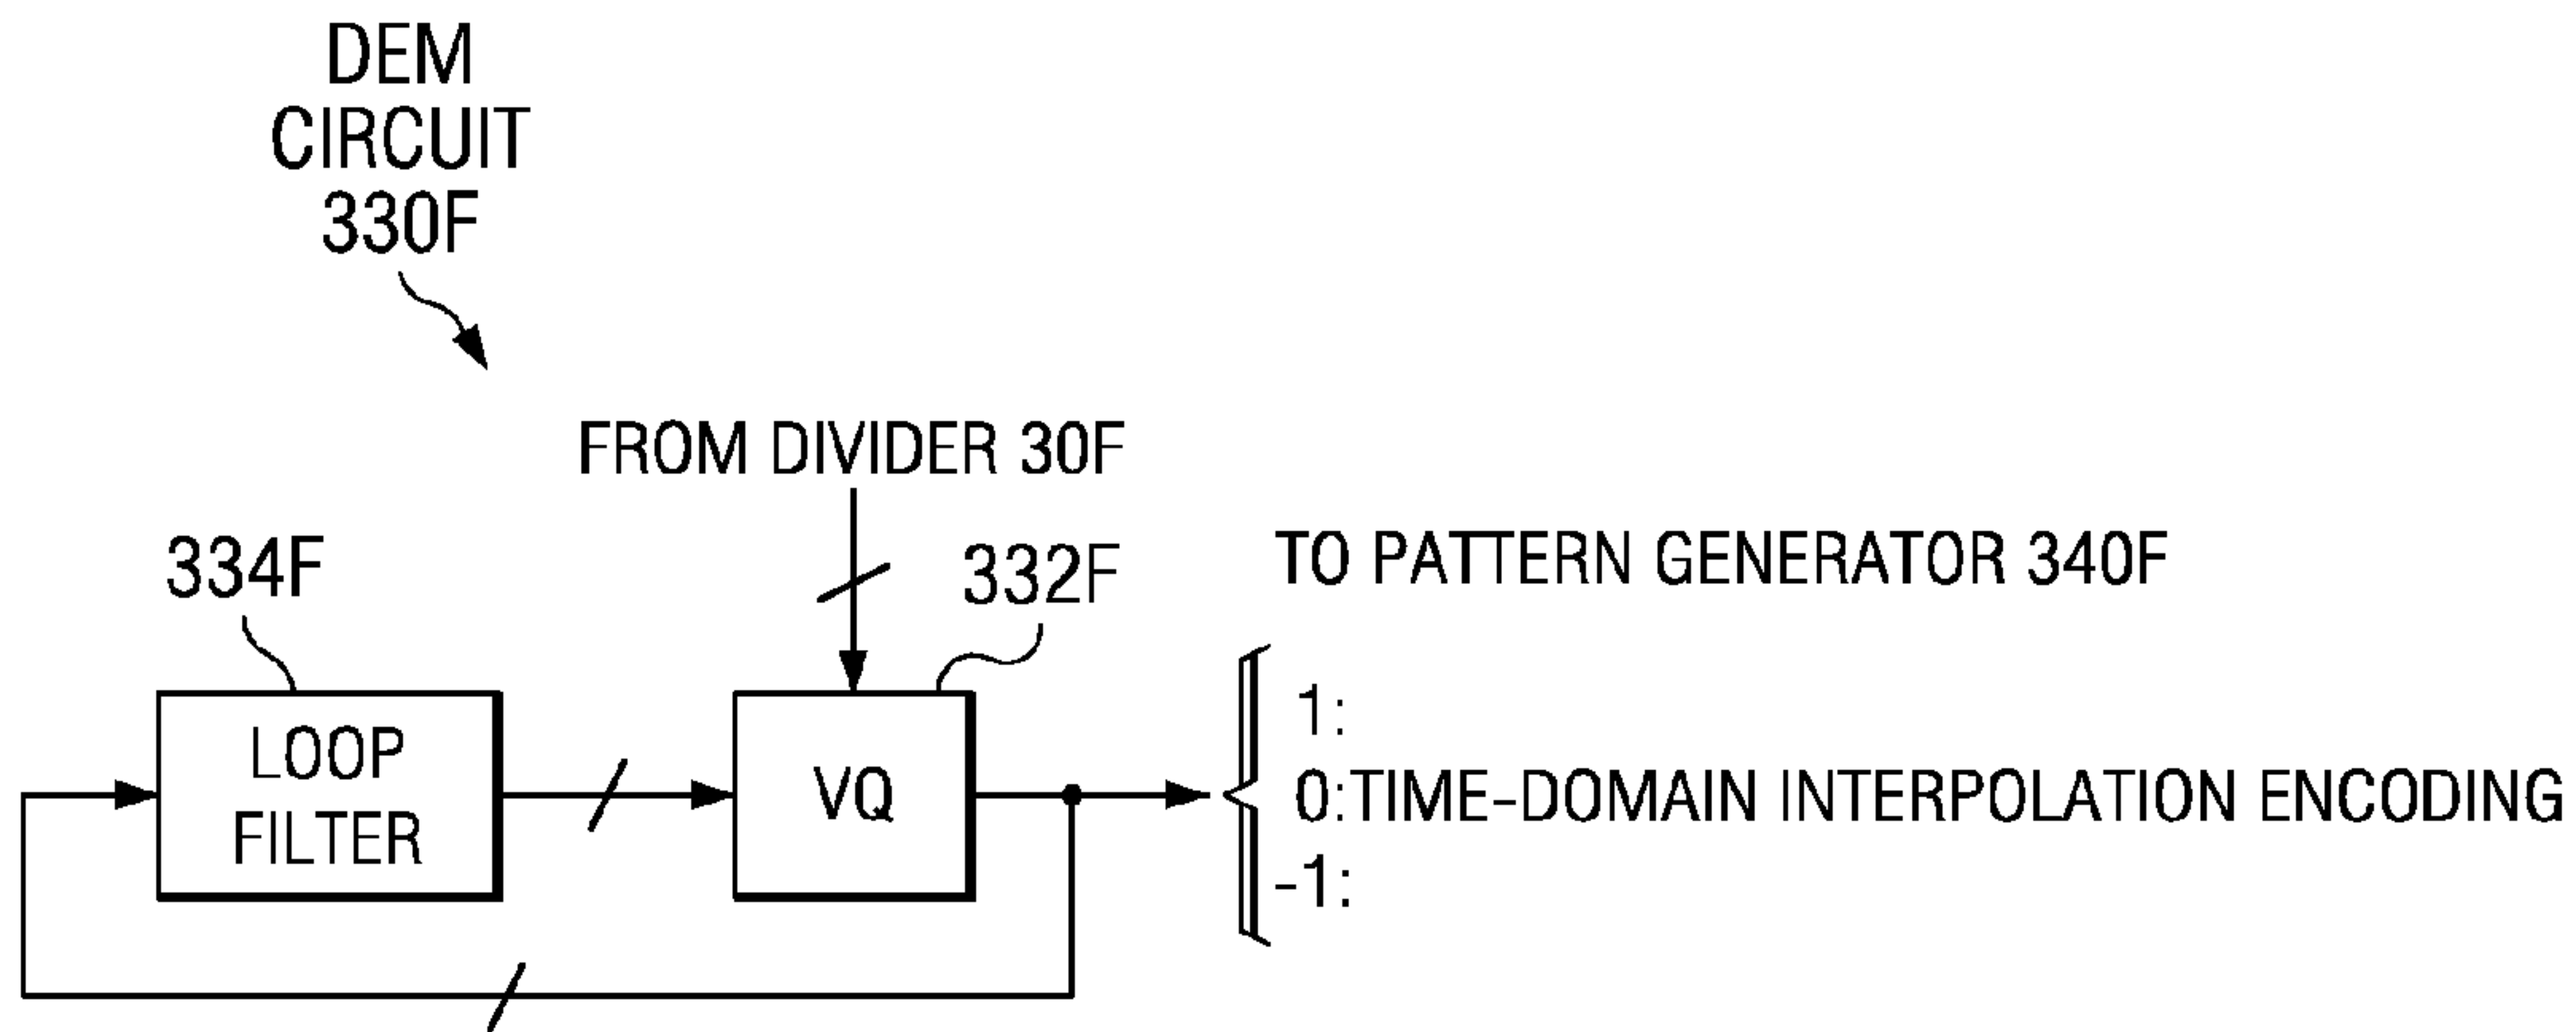 DEM
CIRCUIT
330F
FROM DIVIDER 30F
334F
332F
TO PATTERN GENERATOR 340F
LOOP
FILTER
VQ
1:
0:TIME-DOMAIN INTERPOLATION ENCODING
-1: